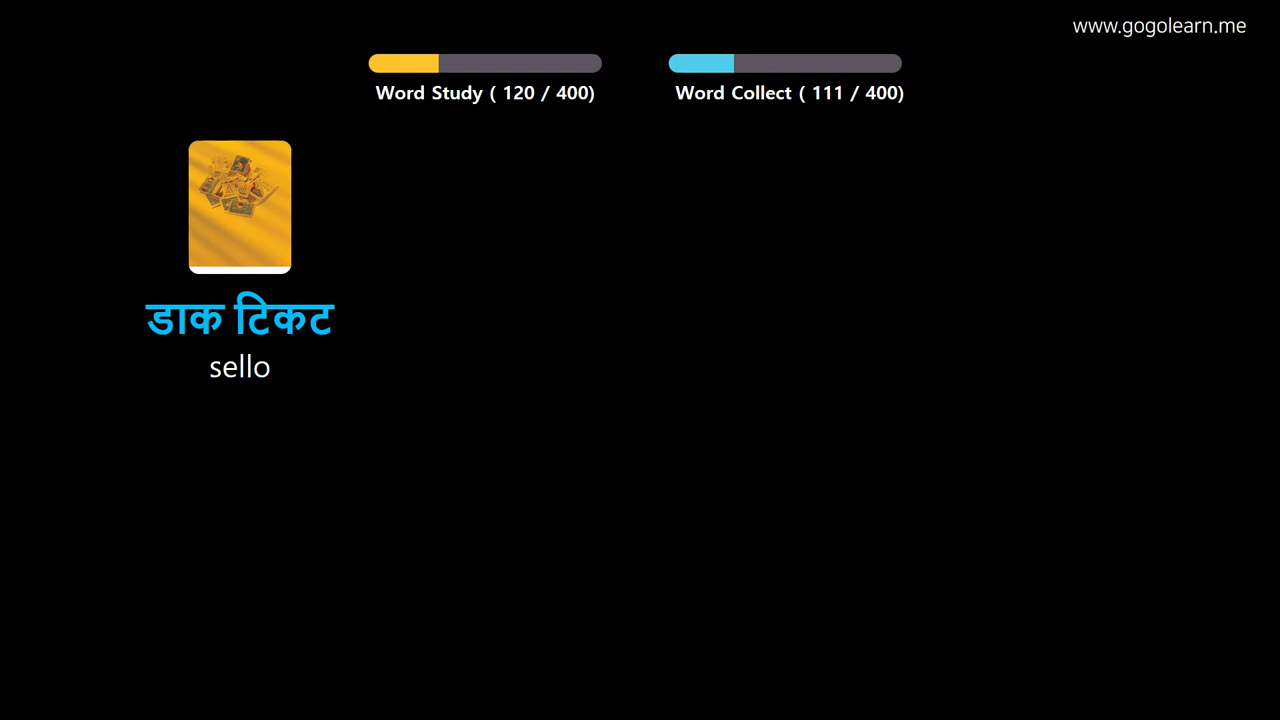 www.gogolearn.me
Word Study ( 120 / 400)
Word Collect ( 111 / 400)
डाक टिकट
sello